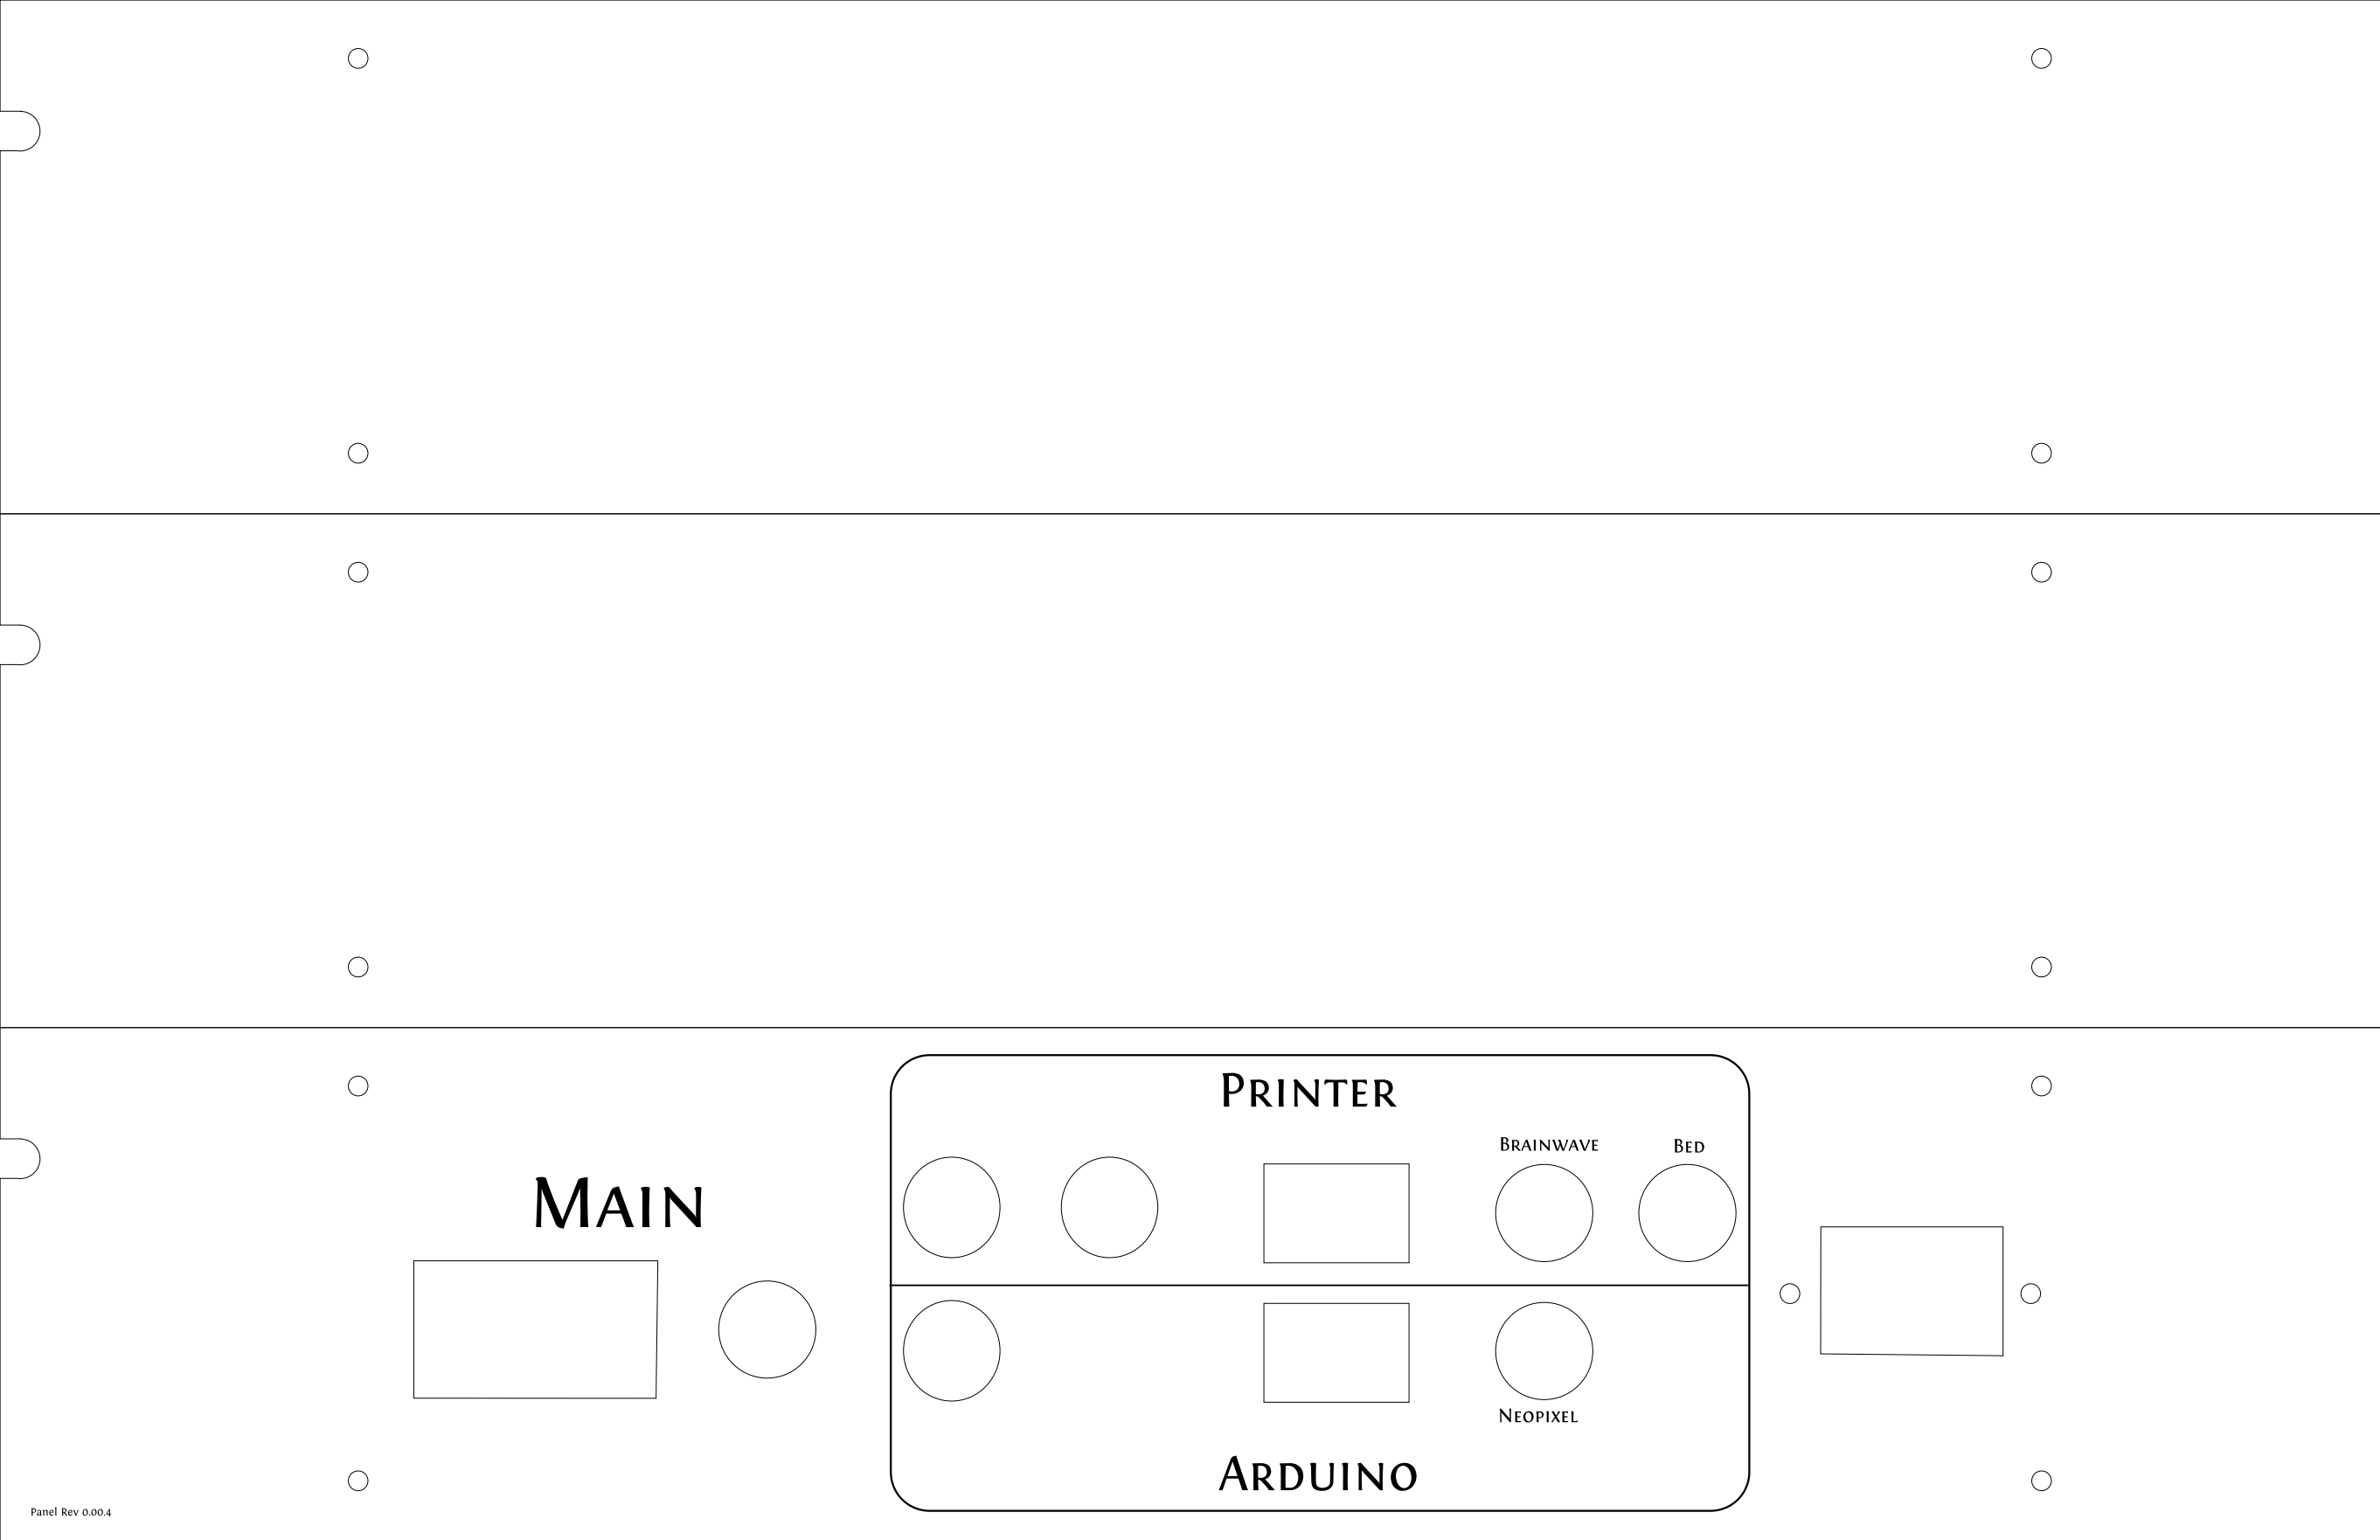 Printer
Brainwave
Bed
Main
Neopixel
Arduino
Panel Rev 0.00.4